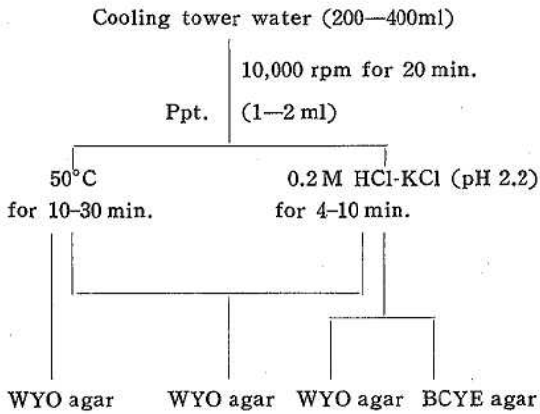 Cooling tower water (200—400ml)
10,000 rpm for 20 min.
Ppt. (1—2 ml)
50°C 0.2 M HCl-KCl (pH 2.2)
for 10–30 min. for 4–10 min.
WYO agar WYO agar WYO agar BCYE agar